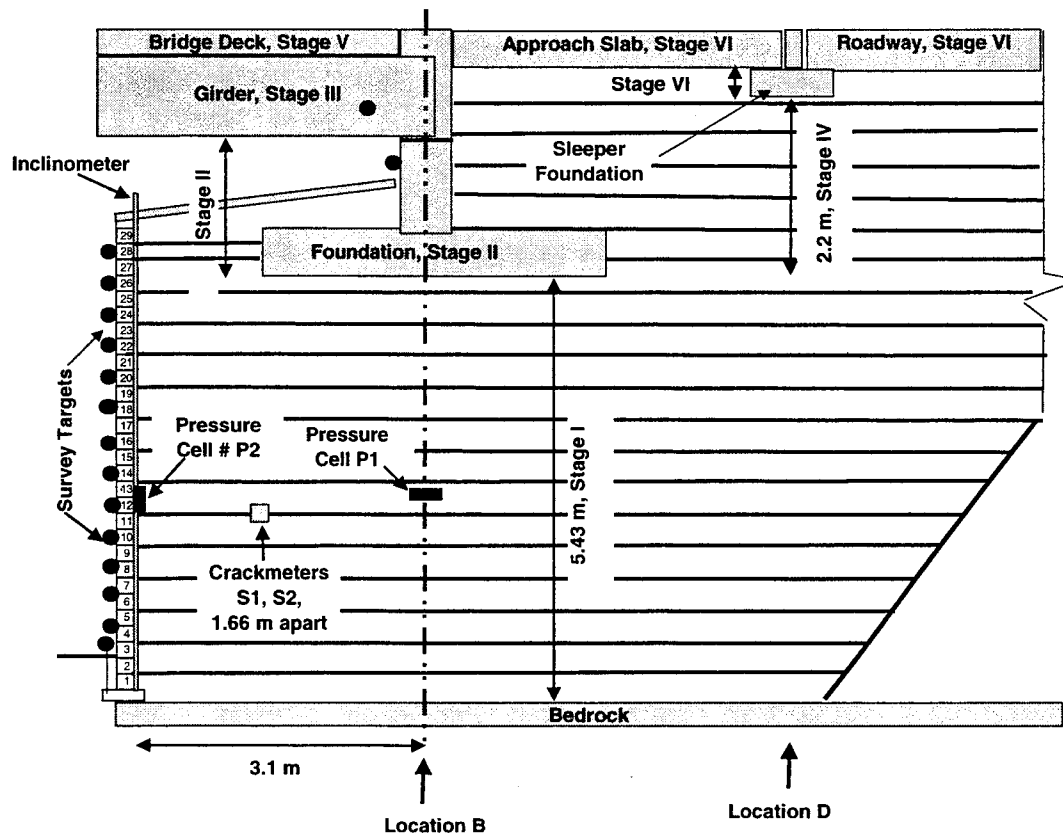 Bridge Deck, Stage V
Approach Slab, Stage VI
Roadway, Stage VI
Girder, Stage III
Stage VI
Inclinometer
Sleeper
Foundation
Stage II
2.2 m, Stage IV
Foundation, Stage II
29
28
27
26
25
24
23
22
21
20
19
18
17
16
15
14
43
12
11
10
9
8
7
6
5
4
3
2
1
Survey Targets
Pressure
Cell # P2
Pressure
Cell P1
5.43 m, Stage I
Crackmeters
S1, S2,
1.66 m apart
Bedrock
3.1 m
Location B
Location D